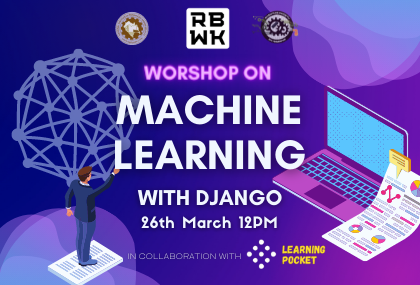 RB
WK
WORSHOP ON
MACHINE
LEARNING
WITH DJANGO
26th March 12PM
IN COLLABORATION WITH
LEARNING
POCKET